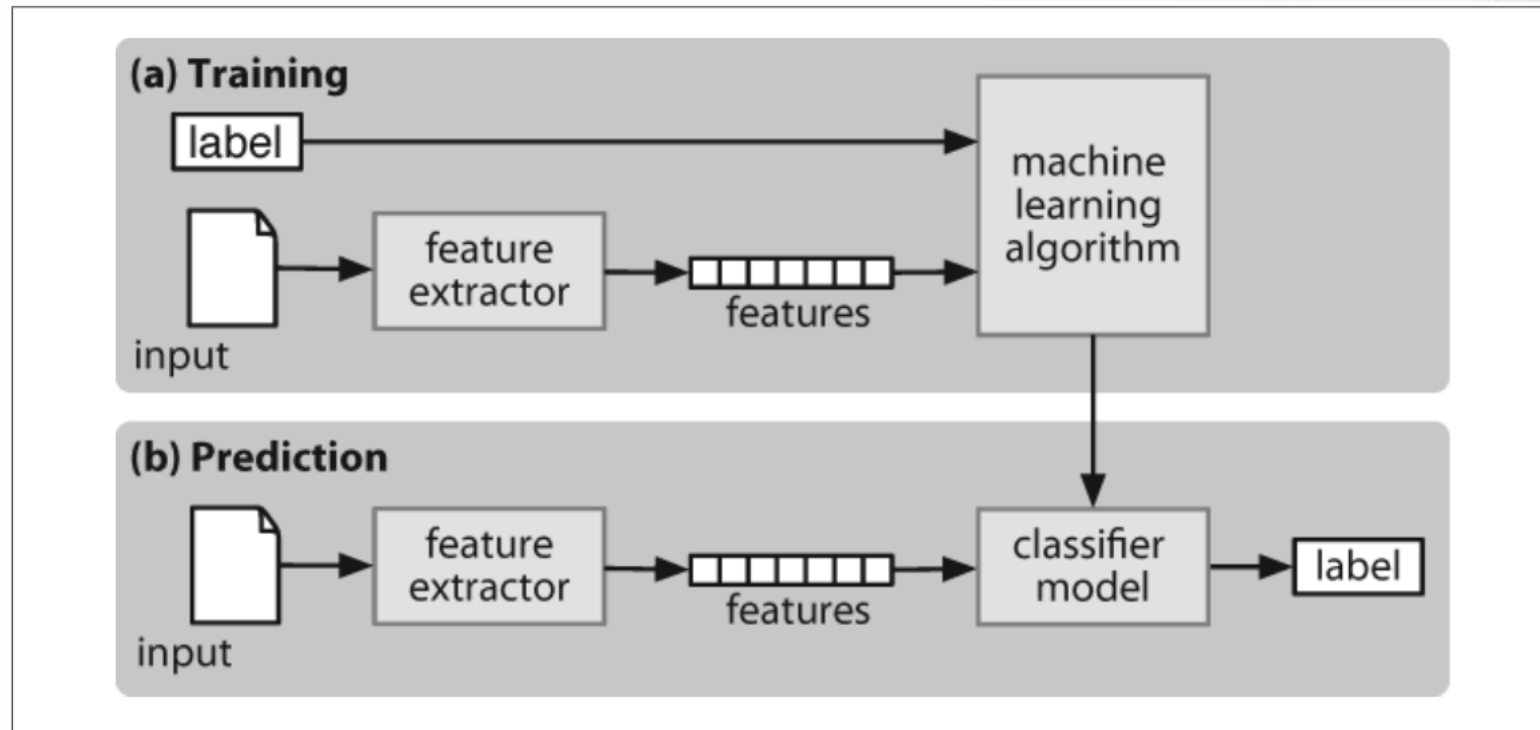 (a) Training
label
machine
learning
algorithm
feature
extractor
features
input
(b) Prediction
feature
extractor
classifier
model
label
features
input